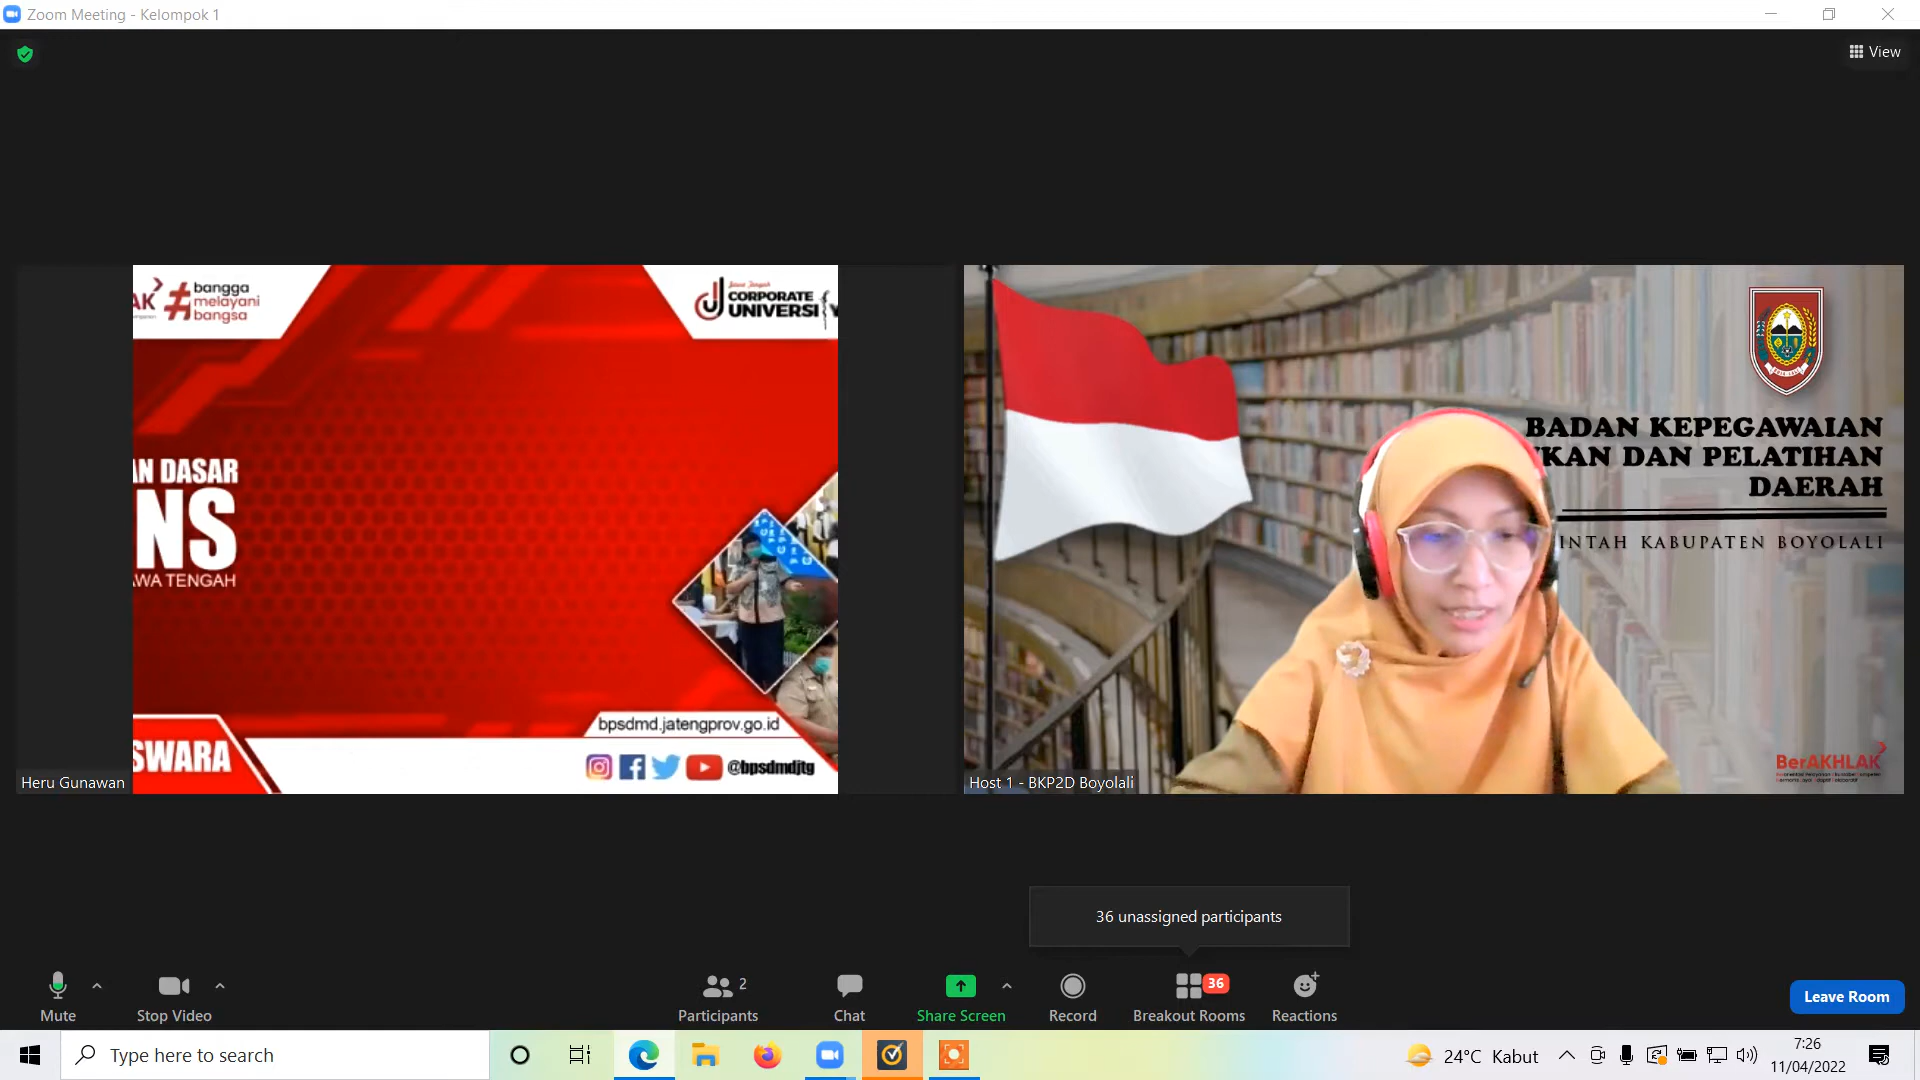 Zoom Meeting - Kelompok 1
View
bangga
melayani
bangsa
Jawa Tengah
CORPORATE
UNIVERSI
BADAN KEPEGAWAIAN
KAN DAN PELATIHAN
DAERAH
INTAH KABUPATEN BOYOLALI
AN DASAR
NS
WA TENGAH
bpsdmd.jatengprov.go.id
SWARA
@bpsdmdjtg
BerAKHLAK
Heru Gunawan
Host 1 - BKP2D Boyolali
36 unassigned participants
2
36
Mute
Stop Video
Participants
Chat
Share Screen
Record
Breakout Rooms
Reactions
Leave Room
Type here to search
24°C Kabut
7:26
11/04/2022